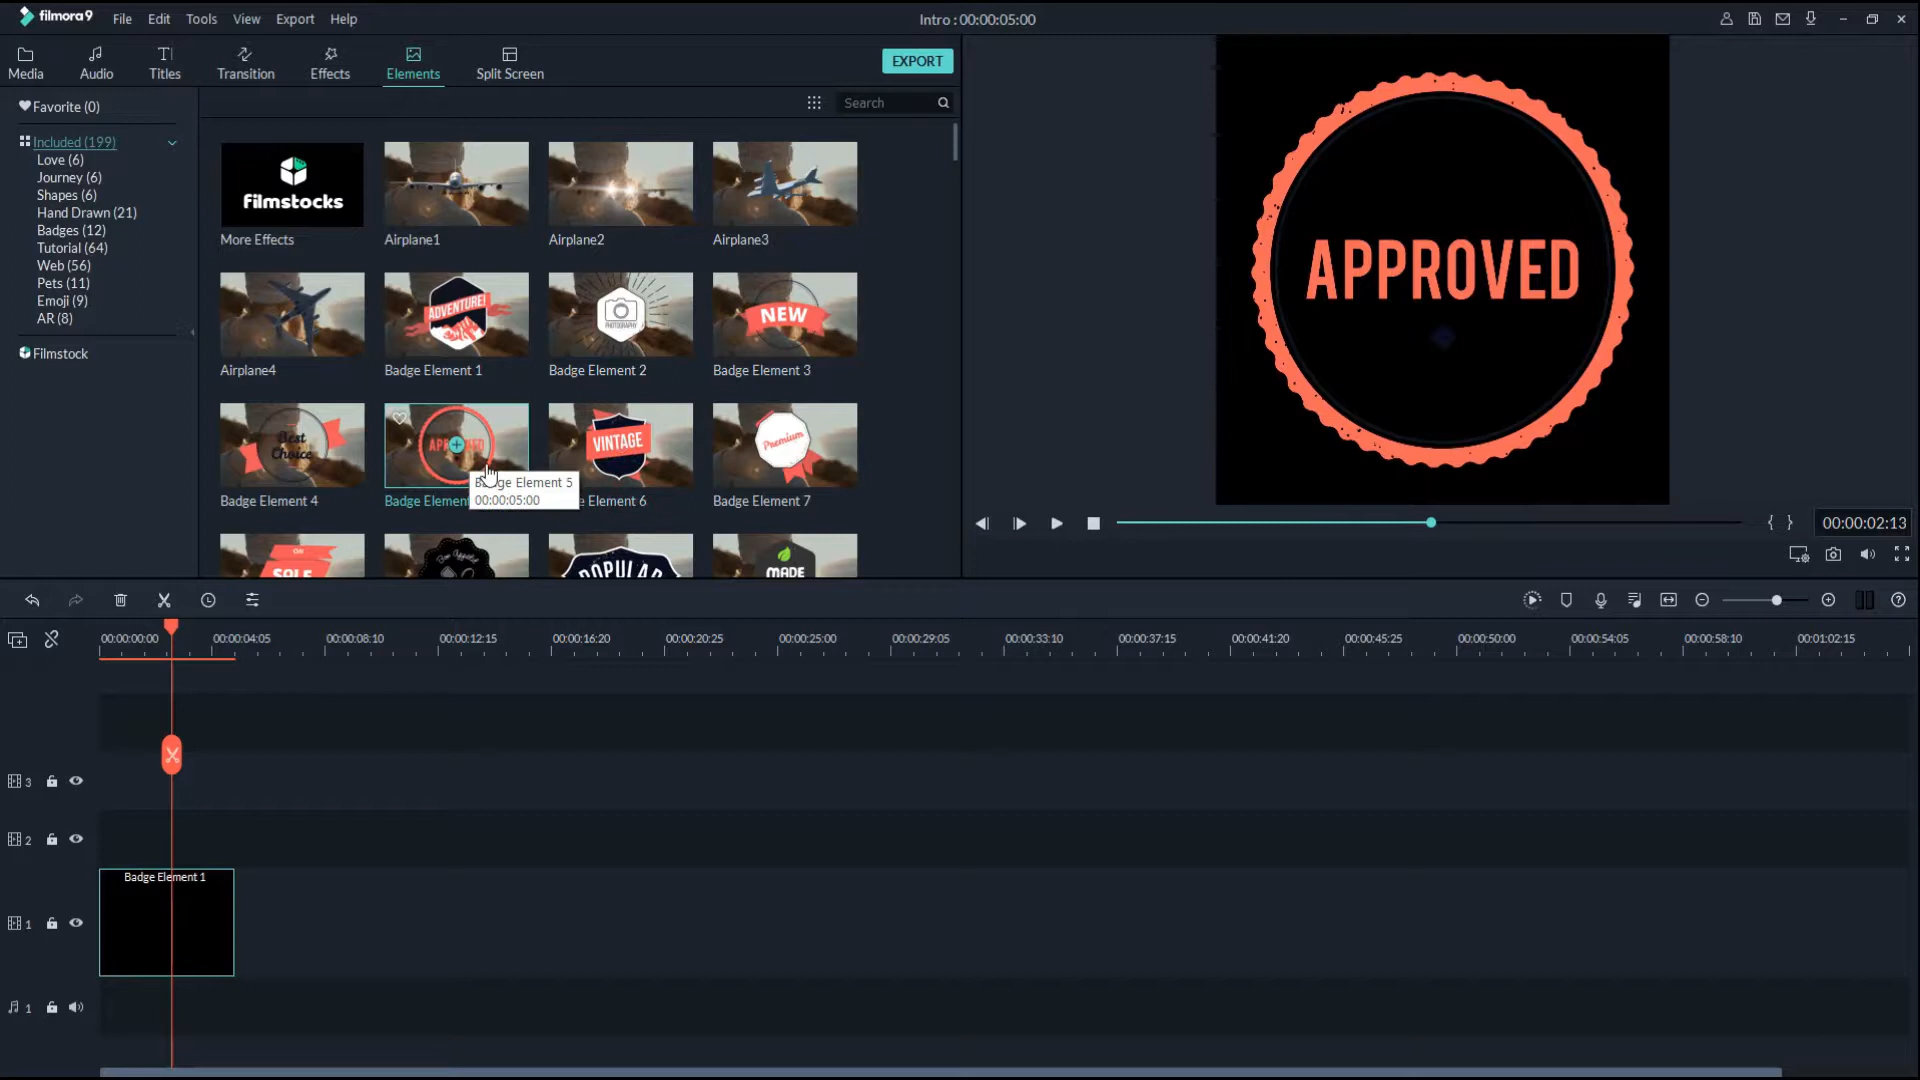 filmora9
File Edit Tools View Export Help
Intro : 00:00:05:00
Media Audio Titles Transition Effects Elements Split Screen
EXPORT
Favorite (0)
Search
Included (199)
Love (6)
Journey (6)
Shapes (6)
Hand Drawn (21)
Badges (12)
Tutorial (64)
Web (56)
Pets (11)
Emoji (9)
AR (8)
Filmstock
filmstocks
More Effects Airplane1 Airplane2 Airplane3
ADVENTURE! PHOTOGRAPHY NEW
Airplane4 Badge Element 1 Badge Element 2 Badge Element 3
Best Choice VINTAGE Premium
Badge Element 5
00:00:05:00
Badge Element 4 Badge Element Element 6 Badge Element 7
ON SALE Bon Appetit POPULAR MADE
APPROVED
{ } 00:00:02:13
00:00:00:00 00:00:04:05 00:00:08:10 00:00:12:15 00:00:16:20 00:00:20:25 00:00:25:00 00:00:29:05 00:00:33:10 00:00:37:15 00:00:41:20 00:00:45:25 00:00:50:00 00:00:54:05 00:00:58:10 00:01:02:15
3
2
Badge Element 1
1
1